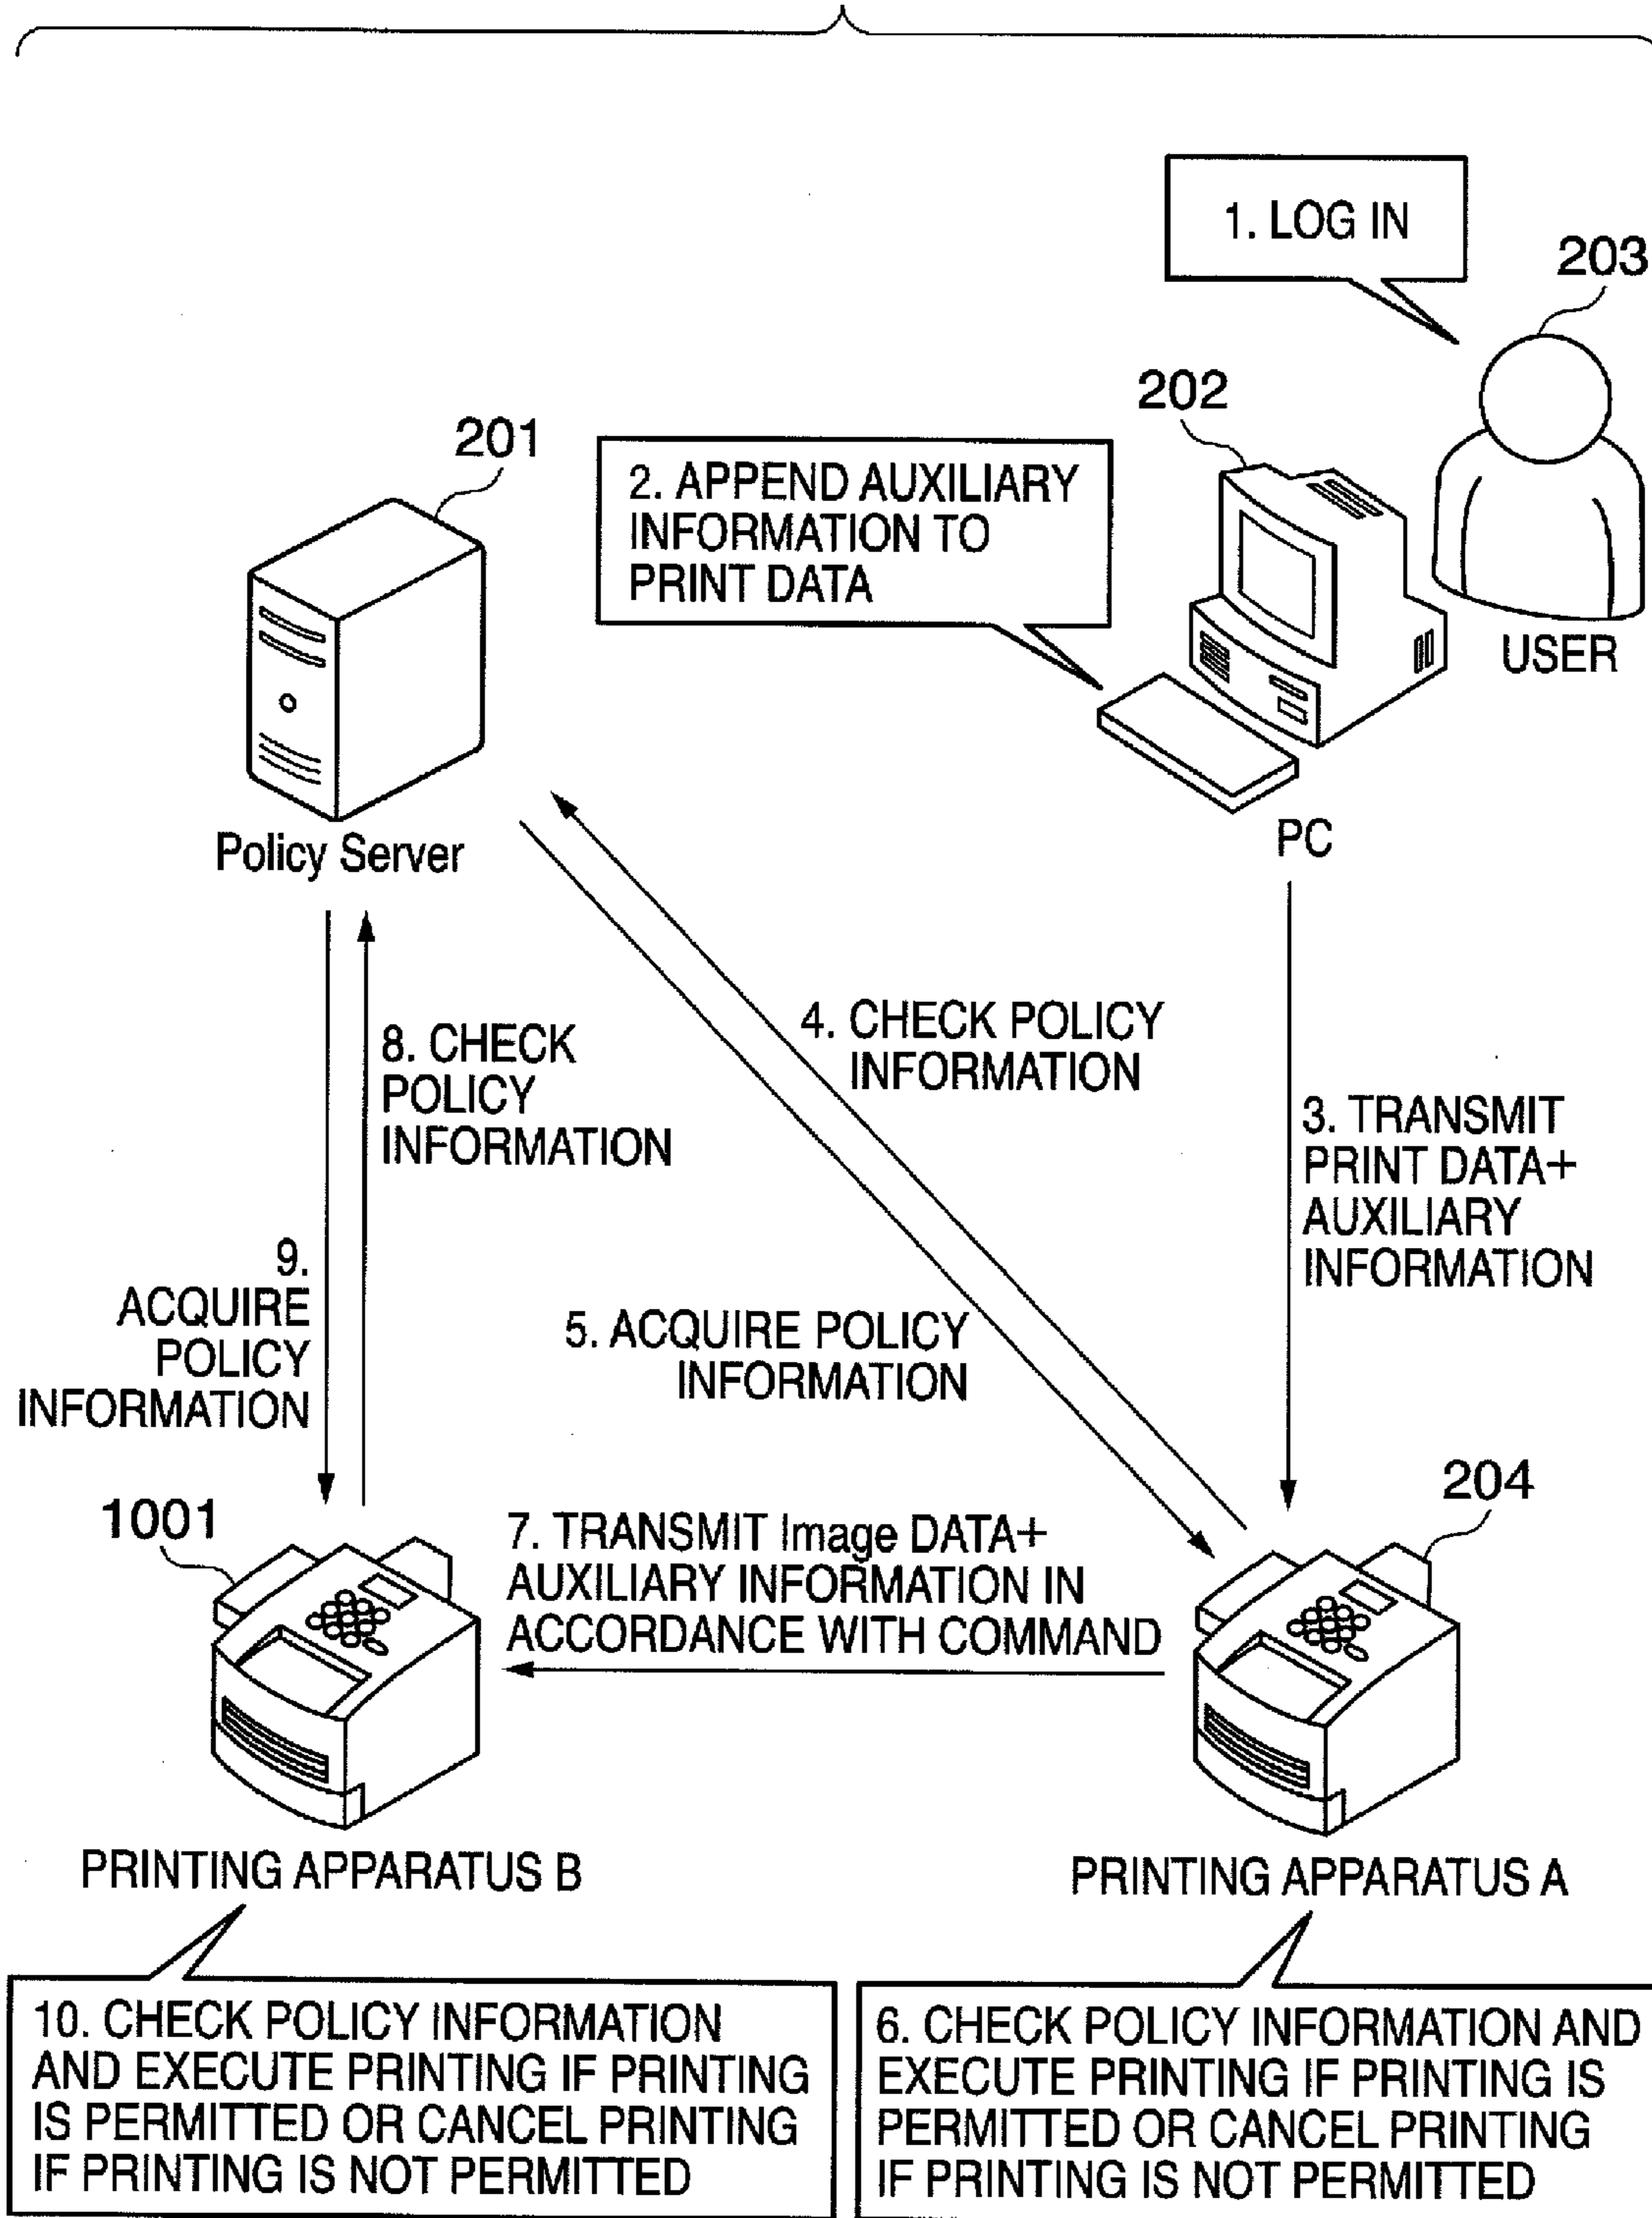 1. LOG IN
203
202
201
2. APPEND AUXILIARY
INFORMATION TO
PRINT DATA
USER
PC
Policy Server
4. CHECK POLICY
INFORMATION
8. CHECK
POLICY
INFORMATION
3. TRANSMIT
PRINT DATA+
AUXILIARY
INFORMATION
9.
ACQUIRE
POLICY
INFORMATION
5. ACQUIRE POLICY
INFORMATION
1001
204
7. TRANSMIT Image DATA+
AUXILIARY INFORMATION IN
ACCORDANCE WITH COMMAND
PRINTING APPARATUS B
PRINTING APPARATUS A
10. CHECK POLICY INFORMATION
AND EXECUTE PRINTING IF PRINTING
IS PERMITTED OR CANCEL PRINTING
IF PRINTING IS NOT PERMITTED
6. CHECK POLICY INFORMATION AND
EXECUTE PRINTING IF PRINTING IS
PERMITTED OR CANCEL PRINTING
IF PRINTING IS NOT PERMITTED